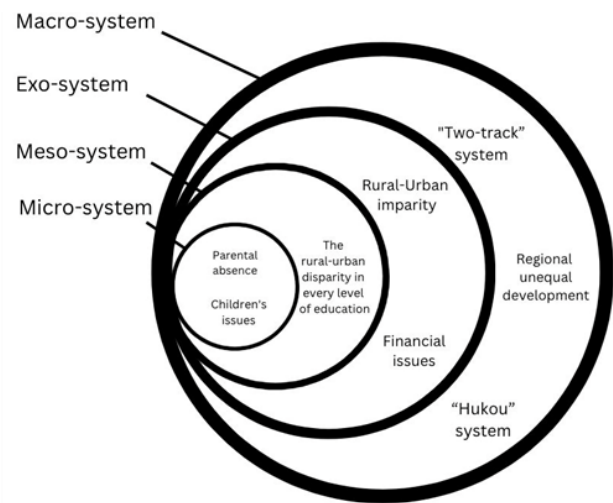 Macro-system
Exo-system
Meso-system
Micro-system
"Two-track”
system
Rural-Urban
imparity
Parental
absence
Children's
issues
The
rural-urban
disparity in
every level
of education
Regional
unequal
development
Financial
issues
“Hukou”
system